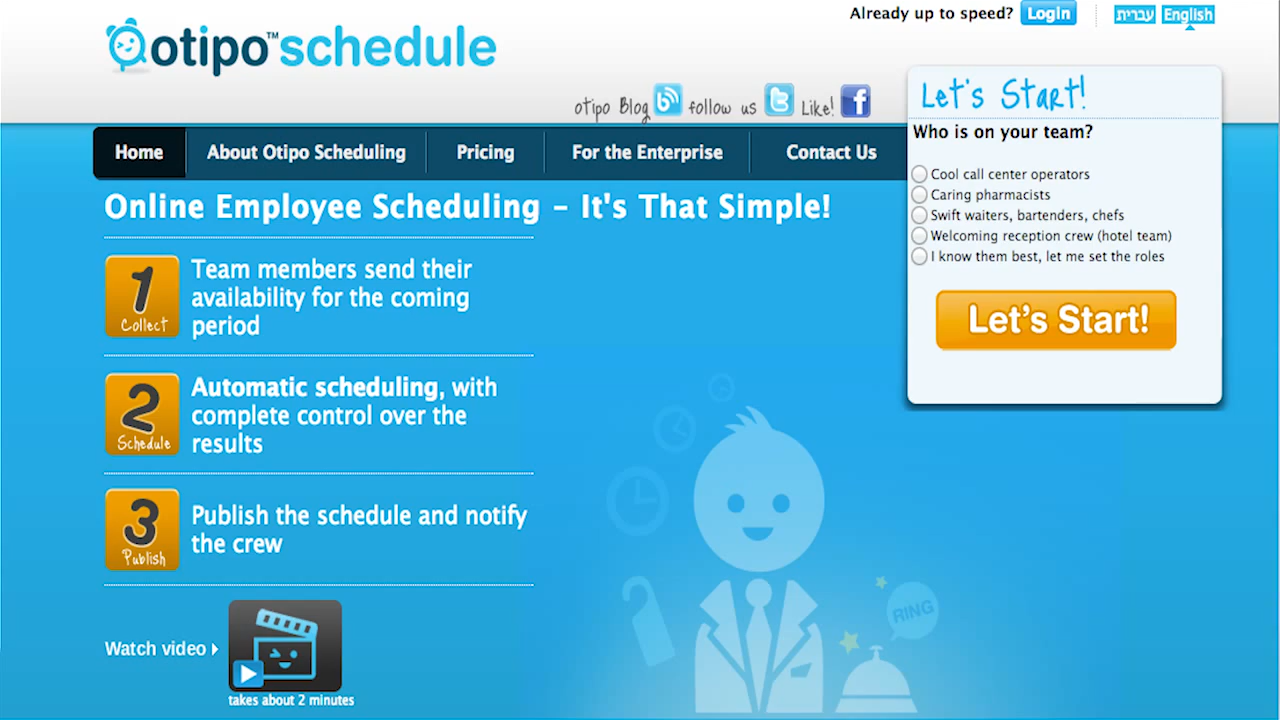 Already up to speed? Login
עברית English
otipo™ schedule
otipo Blog follow us Like!
Home About Otipo Scheduling Pricing For the Enterprise Contact Us
Let's Start!
Who is on your team?
Cool call center operators
Caring pharmacists
Swift waiters, bartenders, chefs
Welcoming reception crew (hotel team)
I know them best, let me set the roles
Let's Start!
Online Employee Scheduling – It's That Simple!
1
Collect
Team members send their
availability for the coming
period
2
Schedule
Automatic scheduling, with
complete control over the
results
3
Publish
Publish the schedule and notify
the crew
RING
Watch video
takes about 2 minutes